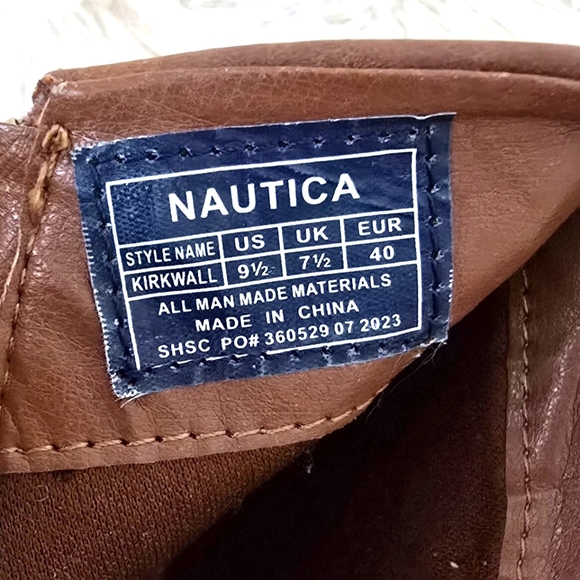 NAUTICA
STYLE NAME US UK EUR
KIRKWALL 9½ 7½ 40
ALL MAN MADE MATERIALS
MADE IN CHINA
SHSC PO# 360529 07 2023